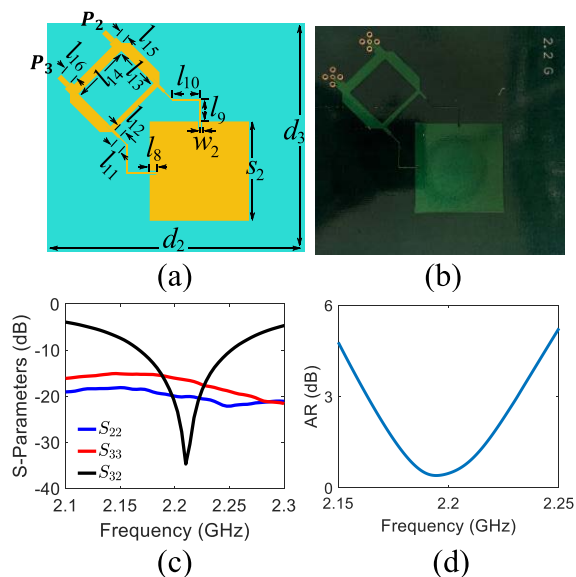 P2
P3
l16
l15
l14
l13
l10
l12
l9
l11
l8
w2
s2
d3
d2
2.2 G
(a)
(b)
S-Parameters (dB)
0
-10
-20
-30
-40
S22
S33
S32
2.1
2.15
2.2
2.25
2.3
Frequency (GHz)
AR (dB)
6
3
0
2.15
2.2
2.25
Frequency (GHz)
(c)
(d)